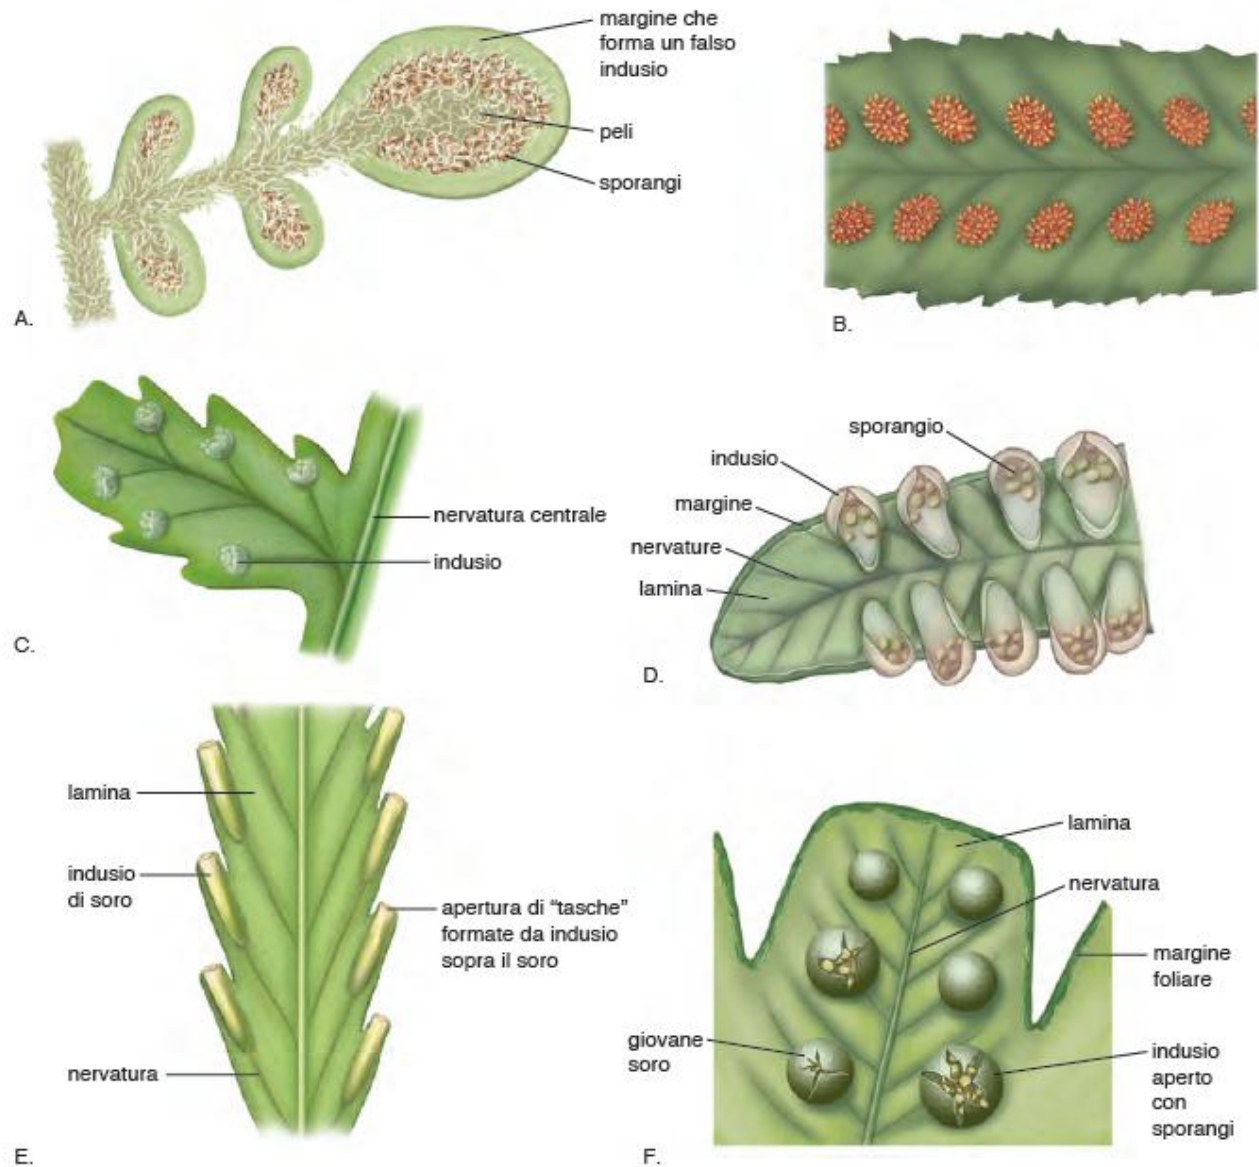 margine che
forma un falso
indusio
peli
sporangi
A.
B.
nervatura centrale
indusio
C.
sporangio
indusio
margine
nervature
lamina
D.
lamina
indusio
di soro
apertura di “tasche”
formate da indusio
sopra il soro
nervatura
E.
lamina
nervatura
margine
foliare
giovane
soro
indusio
aperto
con
sporangi
F.